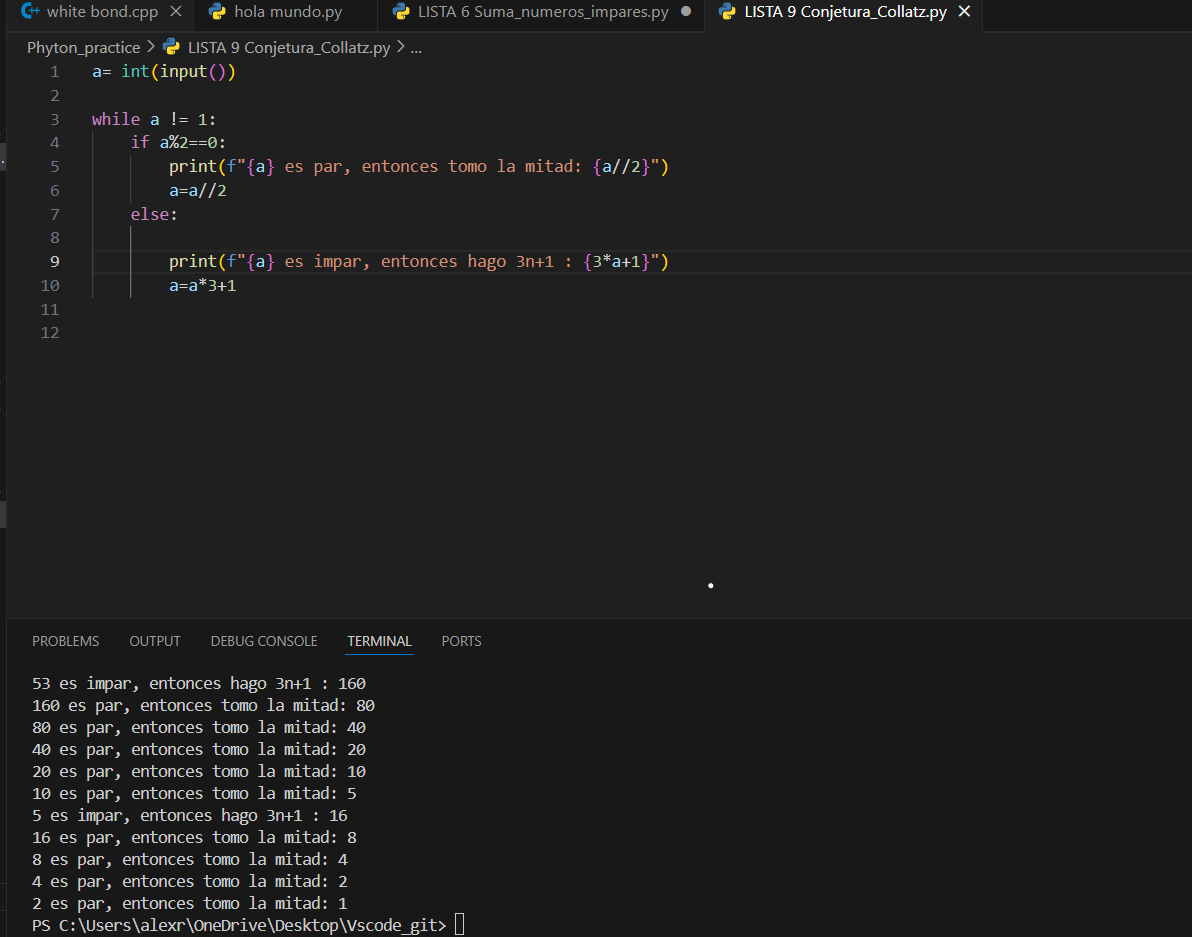 white bond.cpp hola mundo.py LISTA 6 Suma_numeros_impares.py LISTA 9 Conjetura_Collatz.py
Phyton_practice > LISTA 9 Conjetura_Collatz.py > ...
1 a= int(input())
2
3 while a != 1:
4     if a%2==0:
5         print(f"{a} es par, entonces tomo la mitad: {a//2}")
6         a=a//2
7     else:
8
9         print(f"{a} es impar, entonces hago 3n+1 : {3*a+1}")
10         a=a*3+1
11
12
PROBLEMS OUTPUT DEBUG CONSOLE TERMINAL PORTS
53 es impar, entonces hago 3n+1 : 160
160 es par, entonces tomo la mitad: 80
80 es par, entonces tomo la mitad: 40
40 es par, entonces tomo la mitad: 20
20 es par, entonces tomo la mitad: 10
10 es par, entonces tomo la mitad: 5
5 es impar, entonces hago 3n+1 : 16
16 es par, entonces tomo la mitad: 8
8 es par, entonces tomo la mitad: 4
4 es par, entonces tomo la mitad: 2
2 es par, entonces tomo la mitad: 1
PS C:\Users\alexr\OneDrive\Desktop\Vscode_git>